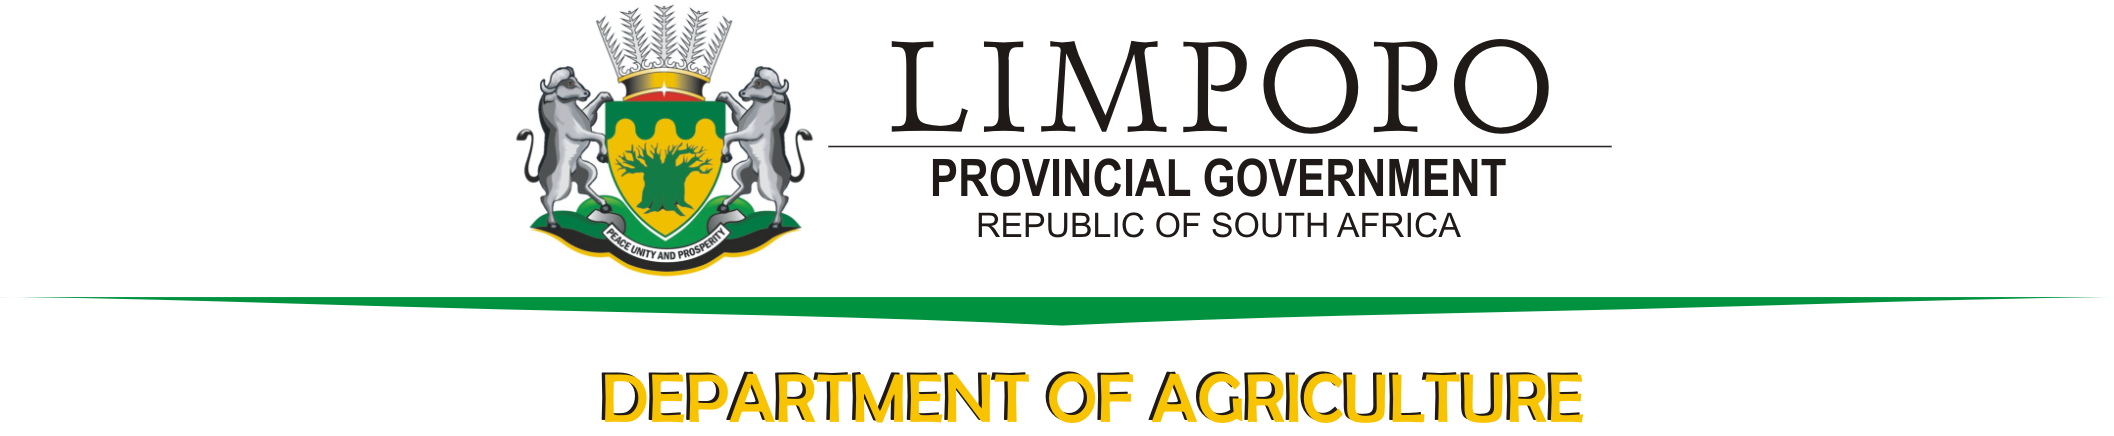 LIMPOPO
PROVINCIAL GOVERNMENT
REPUBLIC OF SOUTH AFRICA
PEACE UNITY AND PROSPERITY
DEPARTMENT OF AGRICULTURE